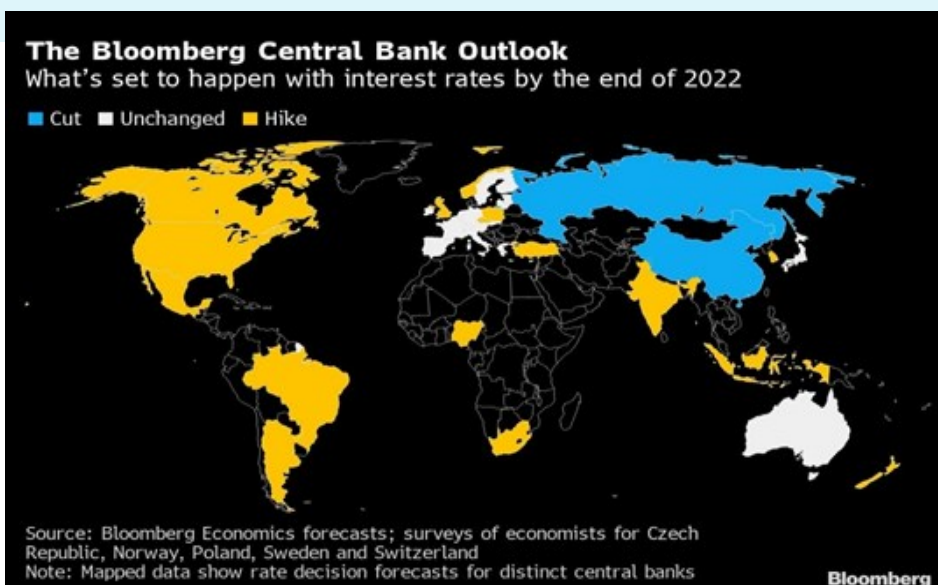 The Bloomberg Central Bank Outlook
What's set to happen with interest rates by the end of 2022
Cut Unchanged Hike
Source: Bloomberg Economics forecasts; surveys of economists for Czech
Republic, Norway, Poland, Sweden and Switzerland
Note: Mapped data show rate decision forecasts for distinct central banks
Bloomberg